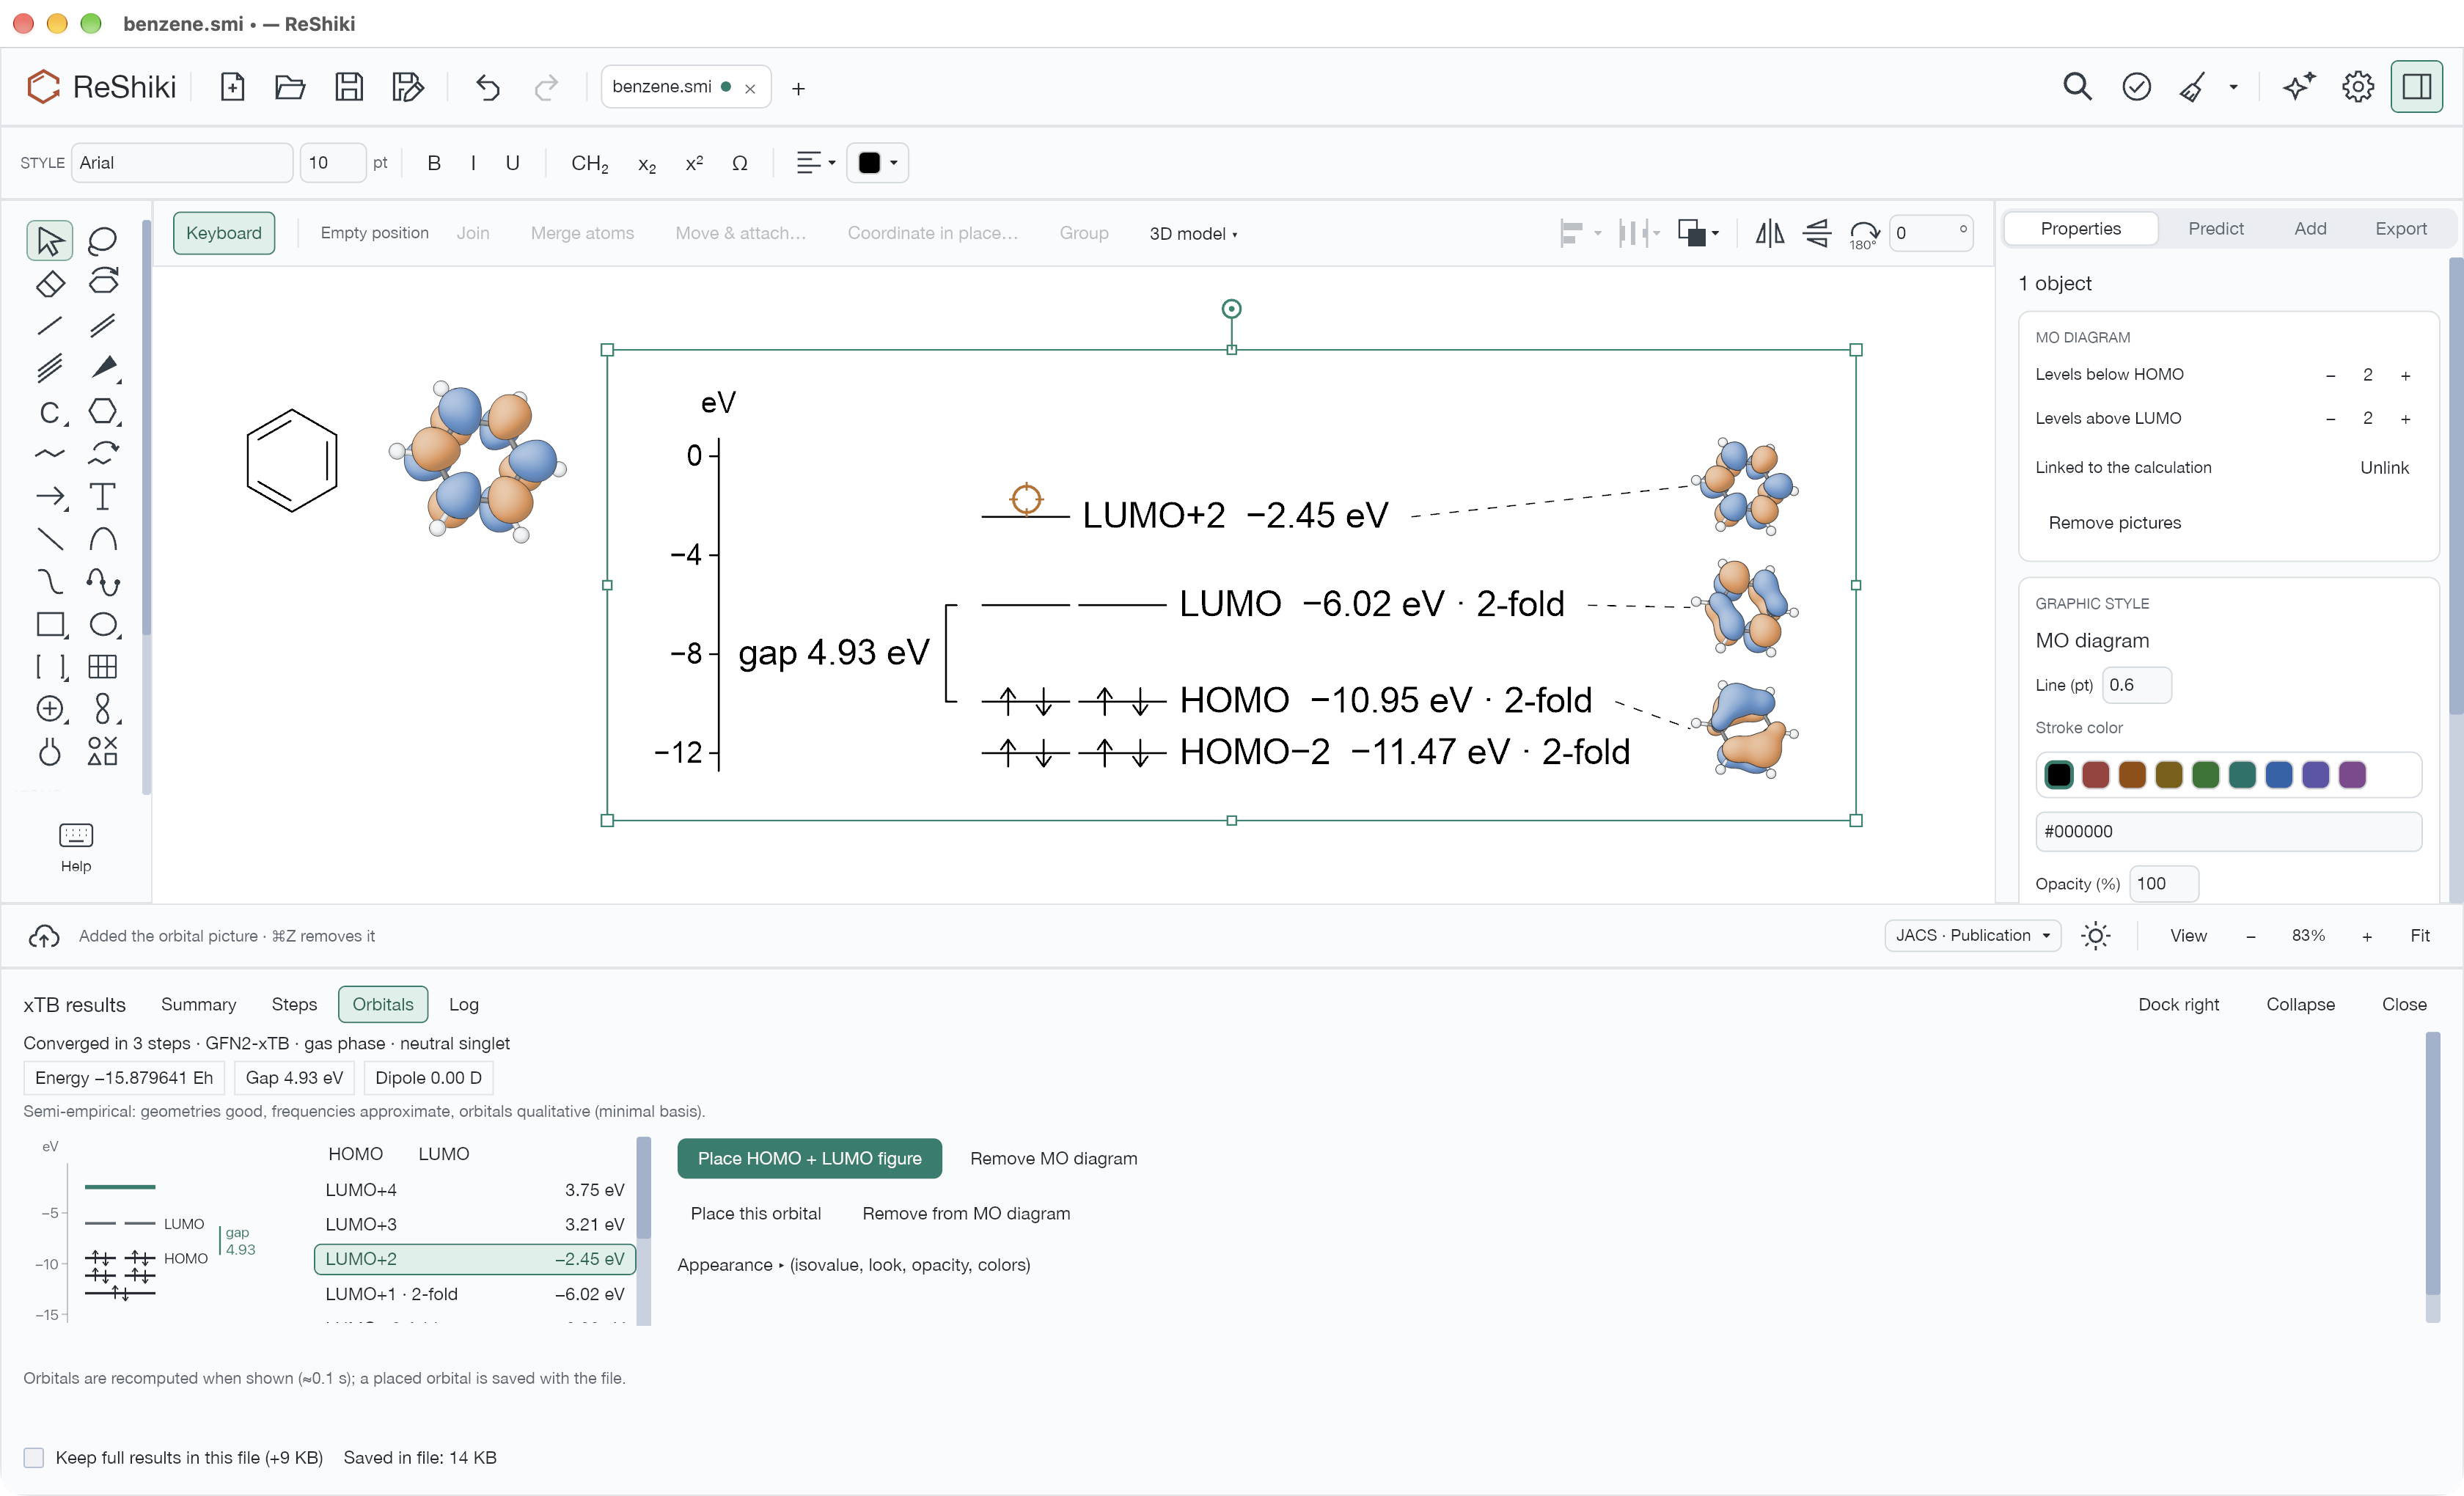 benzene.smi • — ReShiki
ReShiki
benzene.smi
STYLE Arial 10 pt B I U CH₂ x₂ x² Ω
Keyboard Empty position Join Merge atoms Move & attach... Coordinate in place... Group 3D model 180° 0 °
Properties Predict Add Export
1 object
MO DIAGRAM
Levels below HOMO − 2 +
Levels above LUMO − 2 +
Linked to the calculation Unlink
Remove pictures
GRAPHIC STYLE
MO diagram
Line (pt) 0.6
Stroke color
#000000
Opacity (%) 100
C
T
Help
eV
0
LUMO+2 −2.45 eV
−4
LUMO −6.02 eV · 2-fold
−8 gap 4.93 eV
HOMO −10.95 eV · 2-fold
−12 HOMO−2 −11.47 eV · 2-fold
Added the orbital picture · ⌘Z removes it
JACS · Publication View − 83% + Fit
xTB results Summary Steps Orbitals Log Dock right Collapse Close
Converged in 3 steps · GFN2-xTB · gas phase · neutral singlet
Energy −15.879641 Eh Gap 4.93 eV Dipole 0.00 D
Semi-empirical: geometries good, frequencies approximate, orbitals qualitative (minimal basis).
eV
−5
LUMO
gap
4.93
HOMO
−10
−15
HOMO LUMO
LUMO+4 3.75 eV
LUMO+3 3.21 eV
LUMO+2 −2.45 eV
LUMO+1 · 2-fold −6.02 eV
Place HOMO + LUMO figure Remove MO diagram
Place this orbital Remove from MO diagram
Appearance ▸ (isovalue, look, opacity, colors)
Orbitals are recomputed when shown (≈0.1 s); a placed orbital is saved with the file.
Keep full results in this file (+9 KB) Saved in file: 14 KB